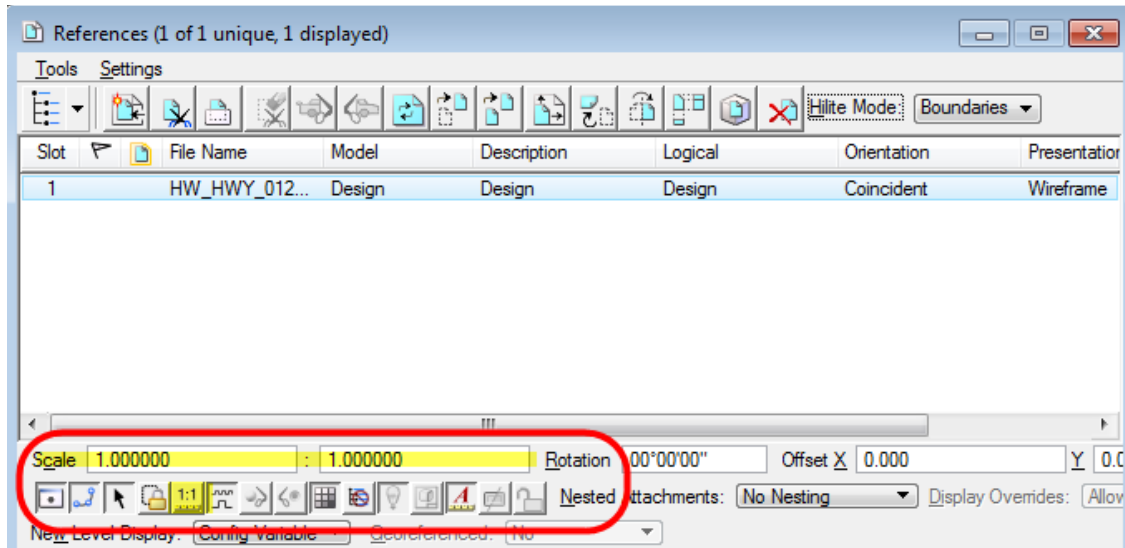 References (1 of 1 unique, 1 displayed)
Tools Settings
Hilite Mode: Boundaries
Slot File Name Model Description Logical Orientation Presentation
1 HW_HWY_012... Design Design Design Coincident Wireframe
Scale 1.000000 : 1.000000 Rotation 00°00'00" Offset X 0.000 Y 0.0
1:1 A Nested Attachments: No Nesting Display Overrides: Allow
New Level Display: Config Variable Georeferenced: No